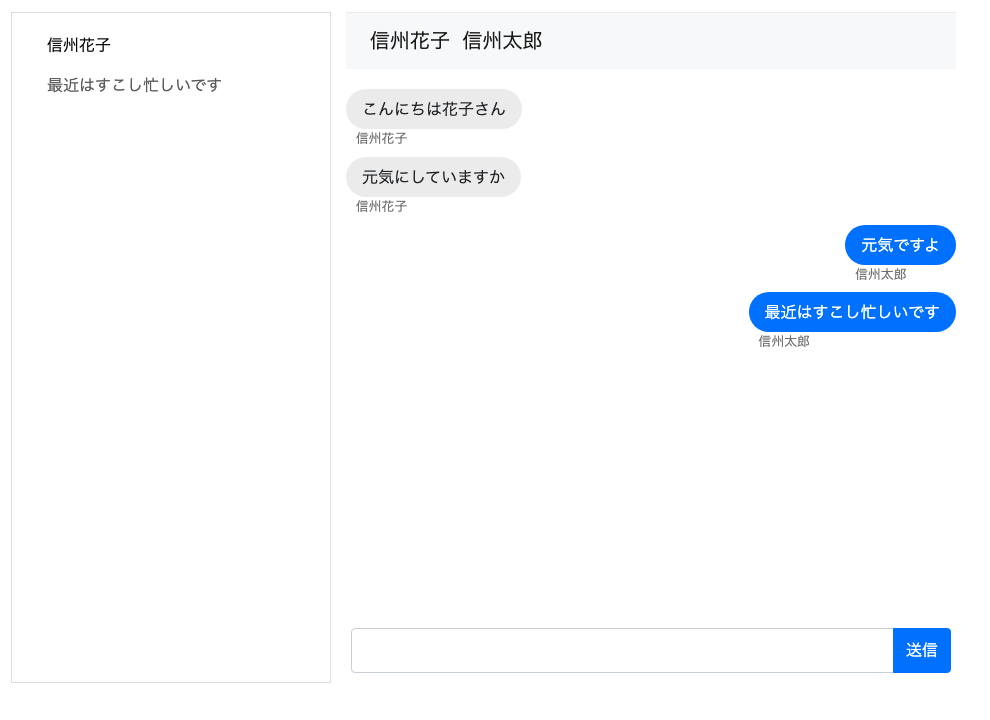 信州花子
最近はすこし忙しいです
信州花子 信州太郎
こんにちは花子さん
信州花子
元気にしていますか
信州花子
元気ですよ
信州太郎
最近はすこし忙しいです
信州太郎
送信